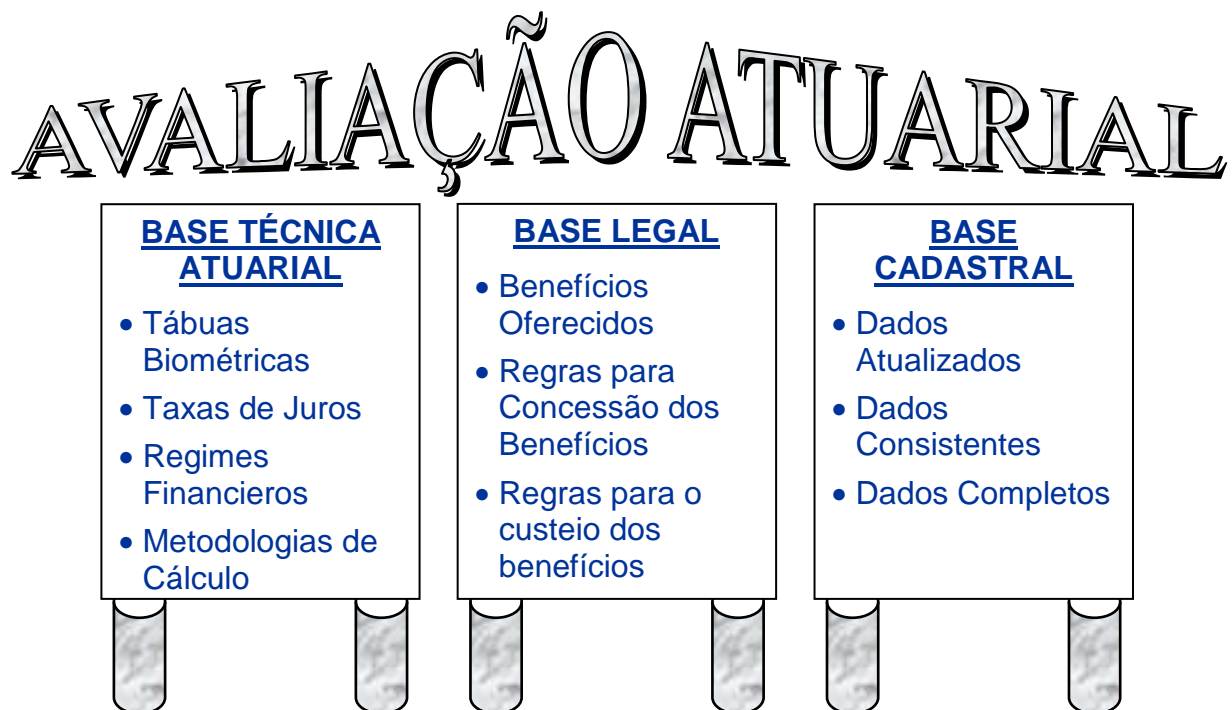 AVALIAÇÃO ATUARIAL
BASE TÉCNICA
ATUARIAL
• Tábuas
Biométricas
• Taxas de Juros
• Regimes
Financieros
• Metodologias de
Cálculo
BASE LEGAL
• Benefícios
Oferecidos
• Regras para
Concessão dos
Benefícios
• Regras para o
custeio dos
benefícios
BASE
CADASTRAL
• Dados
Atualizados
• Dados
Consistentes
• Dados Completos